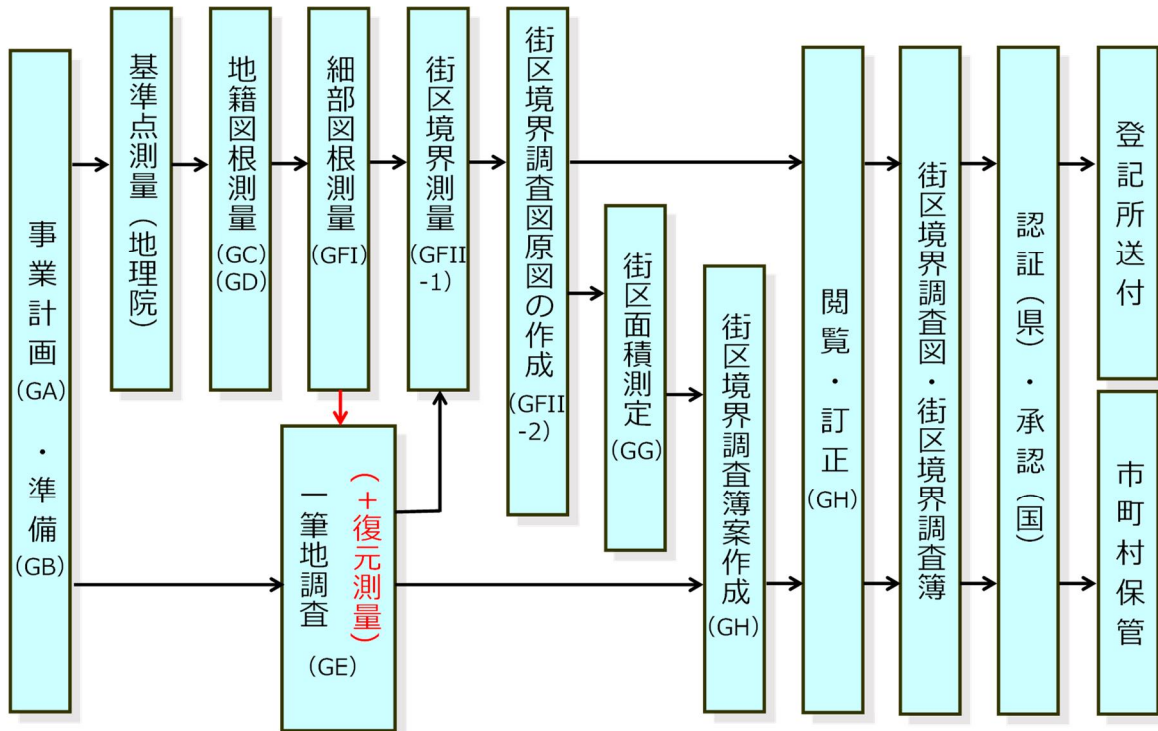 事業計画(GA)・準備(GB)
基準点測量(地理院)
地籍図根測量
(GC)
(GD)
細部図根測量
(GFI)
街区境界測量
(GFII
-1)
街区境界調査図原図の作成
(GFII
-2)
一筆地調査
(GE)
(+復元測量)
街区面積測定
(GG)
街区境界調査簿案作成
(GH)
閲覧・訂正(GH)
街区境界調査図・街区境界調査簿
認証(県)・承認(国)
登記所送付
市町村保管